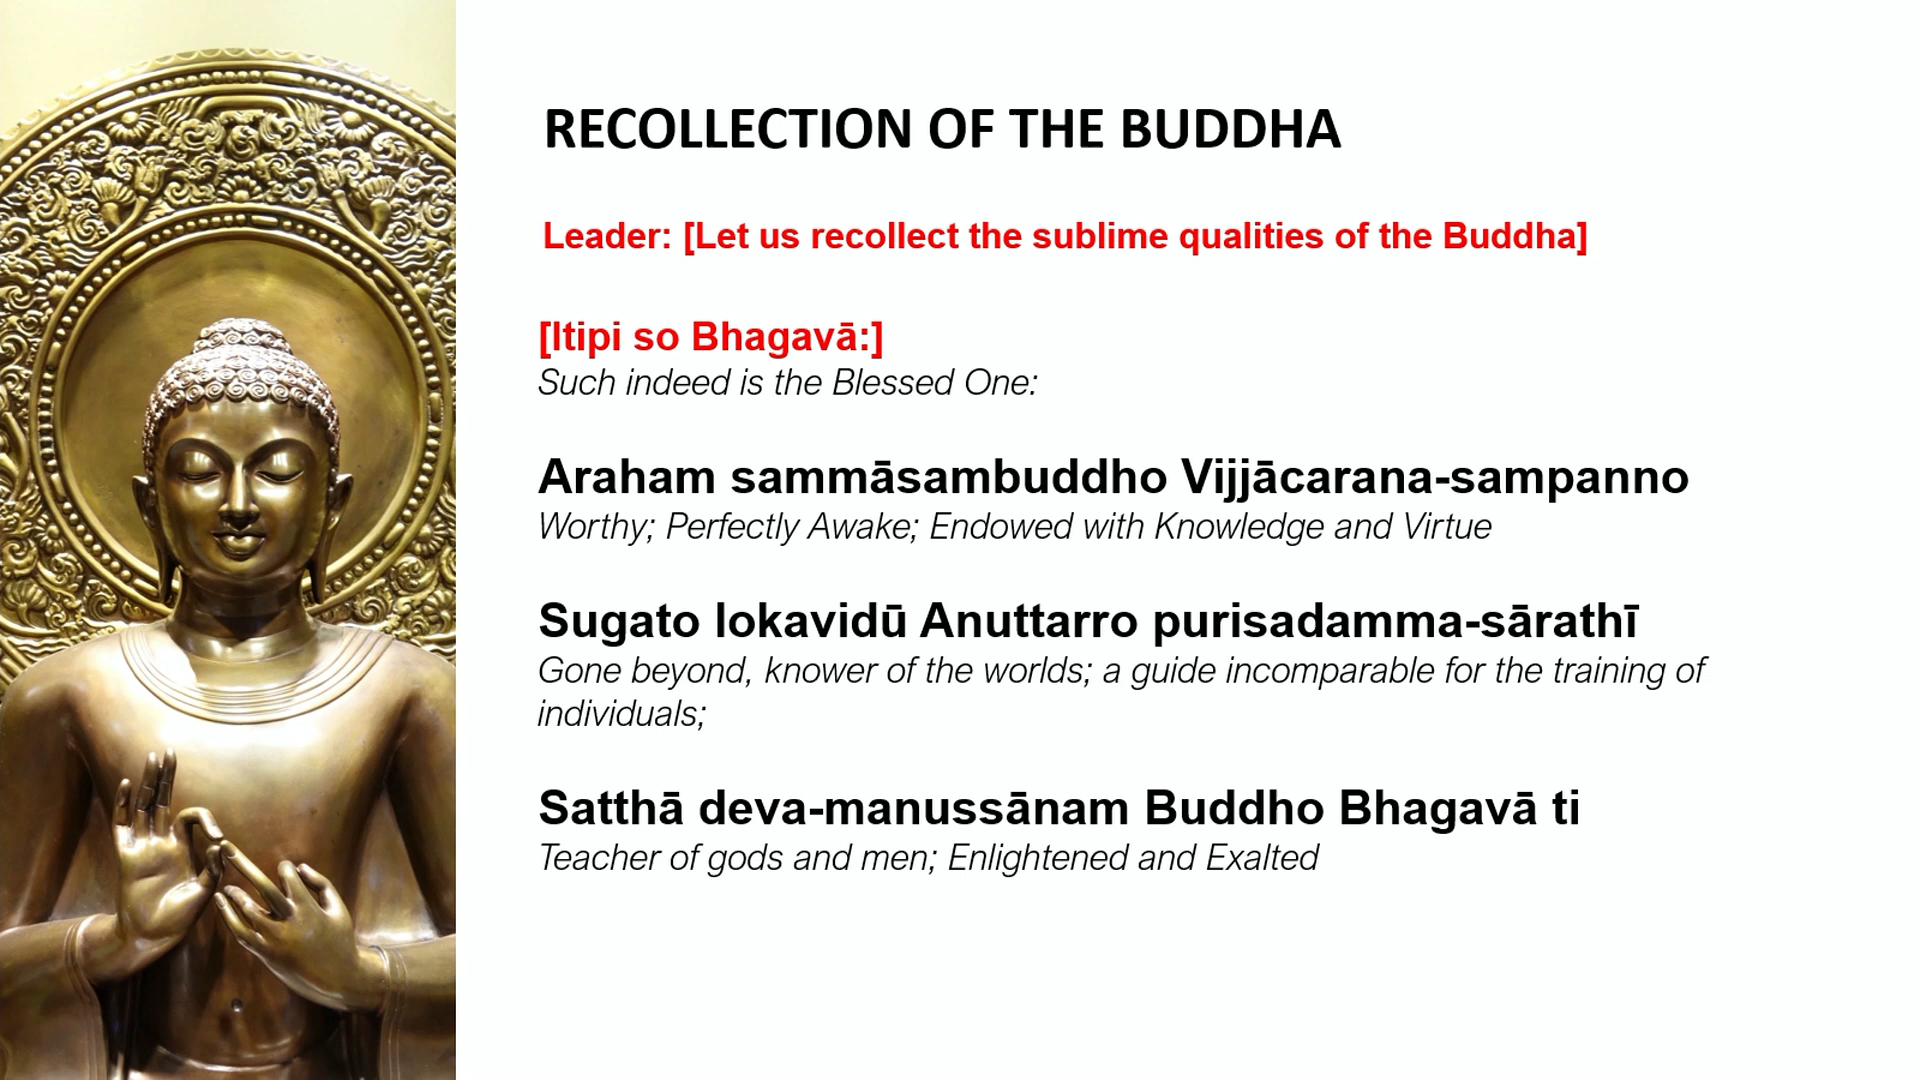 RECOLLECTION OF THE BUDDHA
Leader: [Let us recollect the sublime qualities of the Buddha]
[Itipi so Bhagavā:]
Such indeed is the Blessed One:
Araham sammāsambuddho Vijjācarana-sampanno
Worthy; Perfectly Awake; Endowed with Knowledge and Virtue
Sugato lokavidū Anuttarro purisadamma-sārathī
Gone beyond, knower of the worlds; a guide incomparable for the training of
individuals;
Satthā deva-manussānam Buddho Bhagavā ti
Teacher of gods and men; Enlightened and Exalted